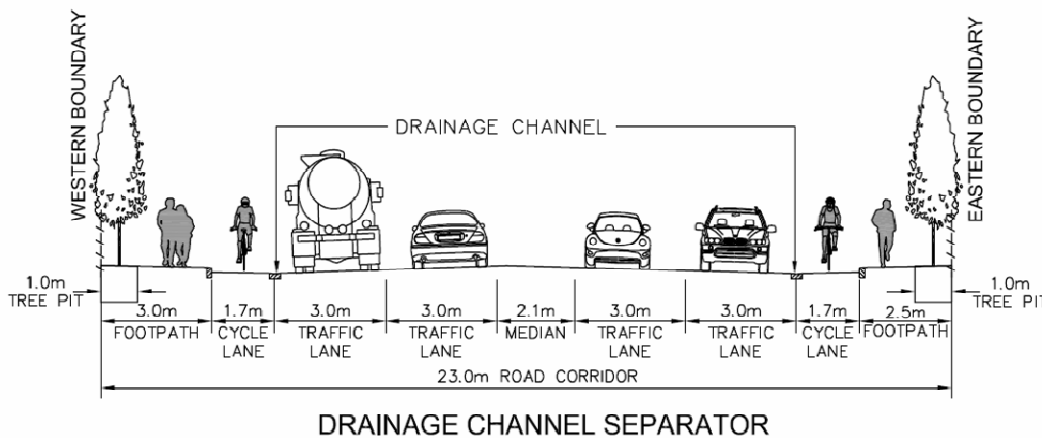 WESTERN BOUNDARY
EASTERN BOUNDARY
DRAINAGE CHANNEL
1.0m
TREE PIT
3.0m
FOOTPATH
1.7m
CYCLE
LANE
3.0m
TRAFFIC
LANE
3.0m
TRAFFIC
LANE
2.1m
MEDIAN
3.0m
TRAFFIC
LANE
3.0m
TRAFFIC
LANE
1.7m
CYCLE
LANE
2.5m
FOOTPATH
1.0m
TREE PIT
23.0m ROAD CORRIDOR
DRAINAGE CHANNEL SEPARATOR